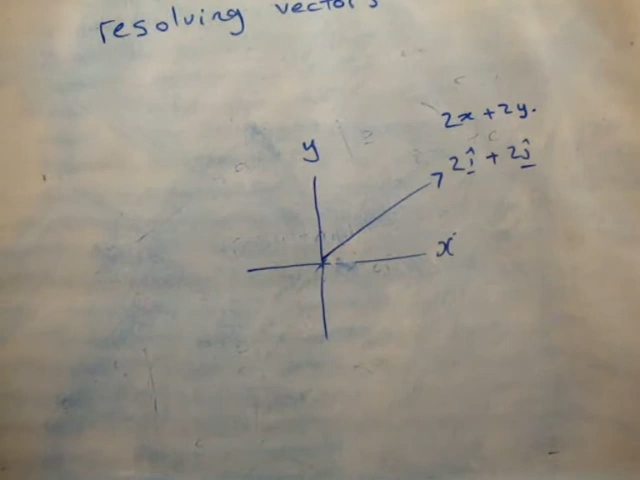 resolving vectors
2x + 2y.
y
2î + 2ĵ
x